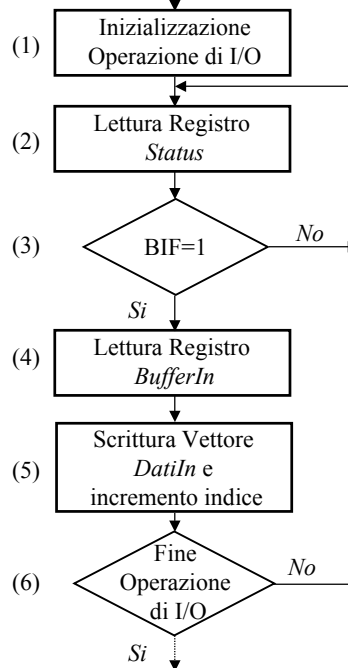 (1)
Inizializzazione
Operazione di I/O
(2)
Lettura Registro
Status
(3)
BIF=1
No
Si
(4)
Lettura Registro
BufferIn
(5)
Scrittura Vettore
DatiIn e
incremento indice
(6)
Fine
Operazione
di I/O
No
Si